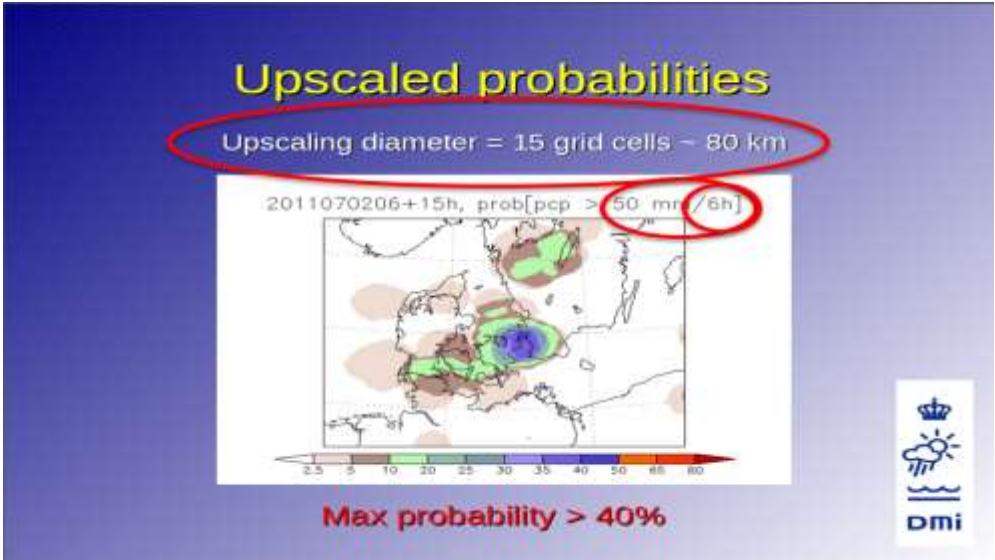 Upscaled probabilities
Upscaling diameter = 15 grid cells ~ 80 km
2011070206+15h, prob[pcp > 50 mm/6h]
2.5 5 10 20 25 30 35 40 50 65 80
Max probability > 40%
DMi